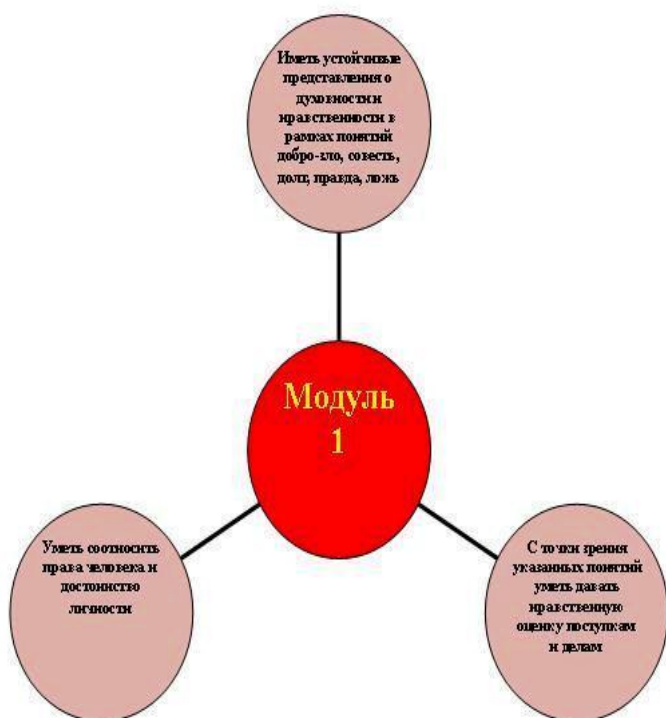 Иметь устойчивые
представления о
духовности и
нравственности в
рамках понятий
добро-зло, совесть,
долг, правда, ложь
Модуль
1
Уметь соотносить
права человека и
достоинство
личности
С точки зрения
указанных понятий
уметь давать
нравственную
оценку поступкам
и делам